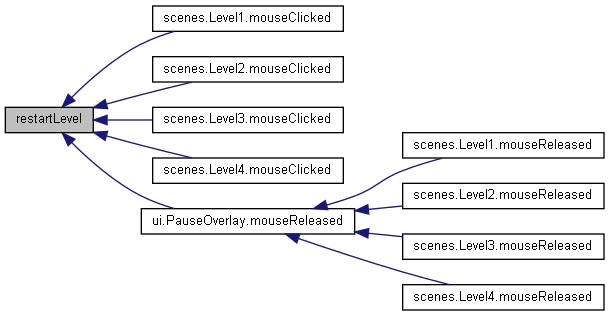 scenes.Level1.mouseClicked
scenes.Level2.mouseClicked
restartLevel
scenes.Level3.mouseClicked
scenes.Level4.mouseClicked
ui.PauseOverlay.mouseReleased
scenes.Level1.mouseReleased
scenes.Level2.mouseReleased
scenes.Level3.mouseReleased
scenes.Level4.mouseReleased